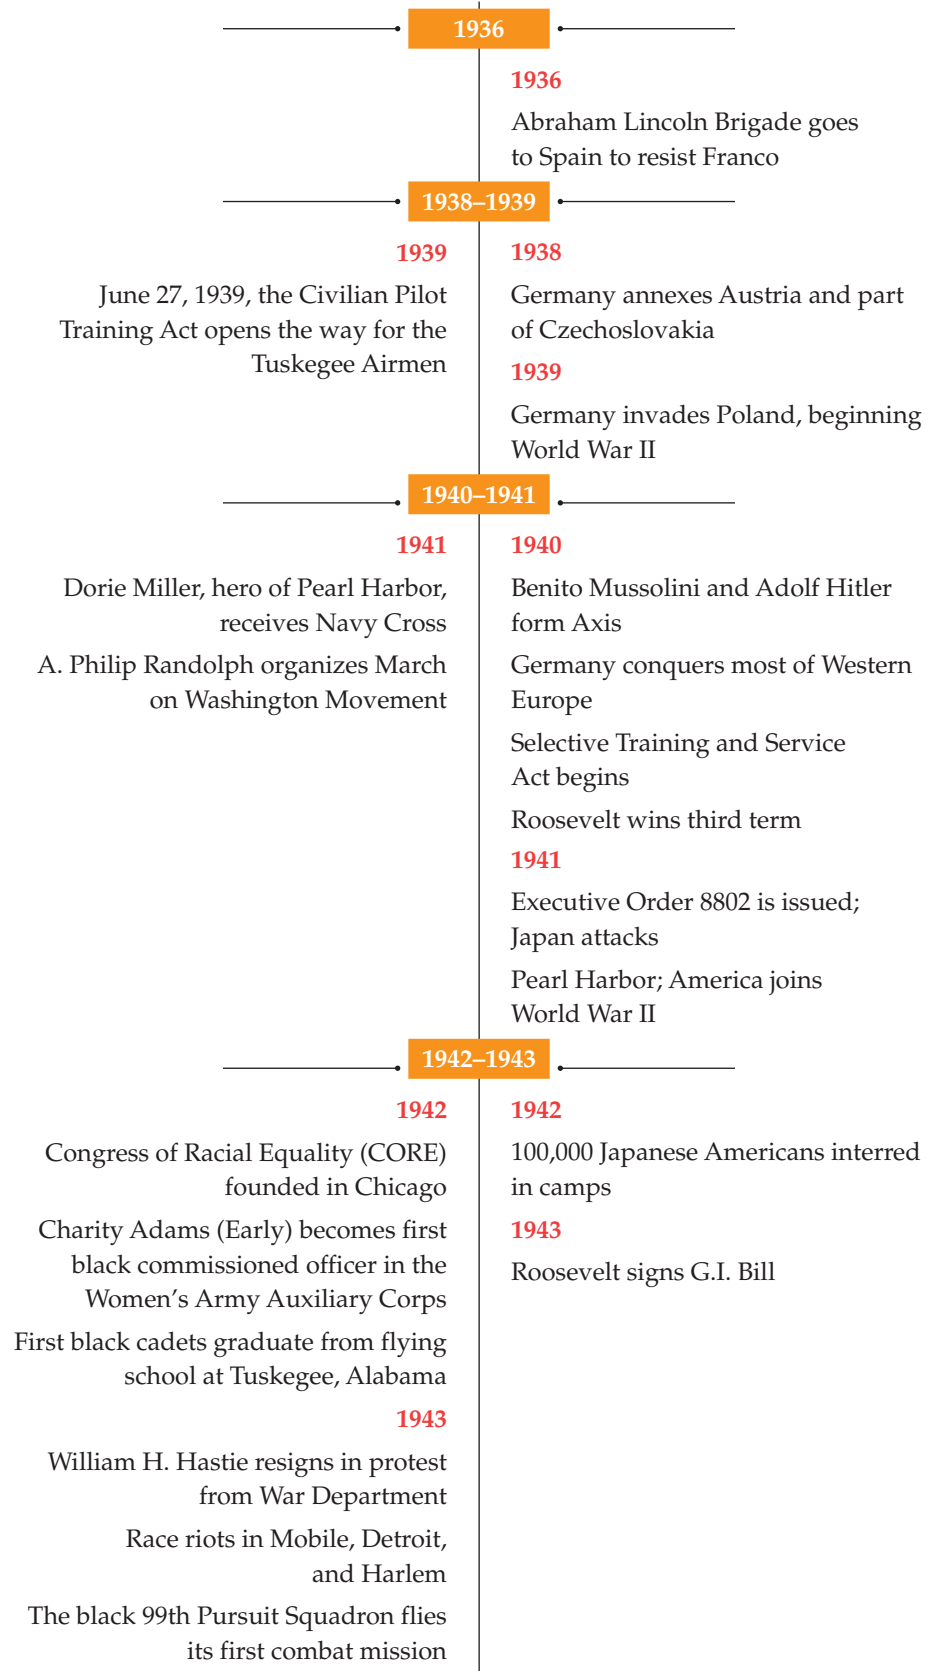 1936
1936
Abraham Lincoln Brigade goes
to Spain to resist Franco
1938–1939
1939
June 27, 1939, the Civilian Pilot
Training Act opens the way for the
Tuskegee Airmen
1938
Germany annexes Austria and part
of Czechoslovakia
1939
Germany invades Poland, beginning
World War II
1940–1941
1941
Dorie Miller, hero of Pearl Harbor,
receives Navy Cross
A. Philip Randolph organizes March
on Washington Movement
1940
Benito Mussolini and Adolf Hitler
form Axis
Germany conquers most of Western
Europe
Selective Training and Service
Act begins
Roosevelt wins third term
1941
Executive Order 8802 is issued;
Japan attacks
Pearl Harbor; America joins
World War II
1942–1943
1942
Congress of Racial Equality (CORE)
founded in Chicago
Charity Adams (Early) becomes first
black commissioned officer in the
Women's Army Auxiliary Corps
First black cadets graduate from flying
school at Tuskegee, Alabama
1943
William H. Hastie resigns in protest
from War Department
Race riots in Mobile, Detroit,
and Harlem
The black 99th Pursuit Squadron flies
its first combat mission
1942
100,000 Japanese Americans interred
in camps
1943
Roosevelt signs G.I. Bill